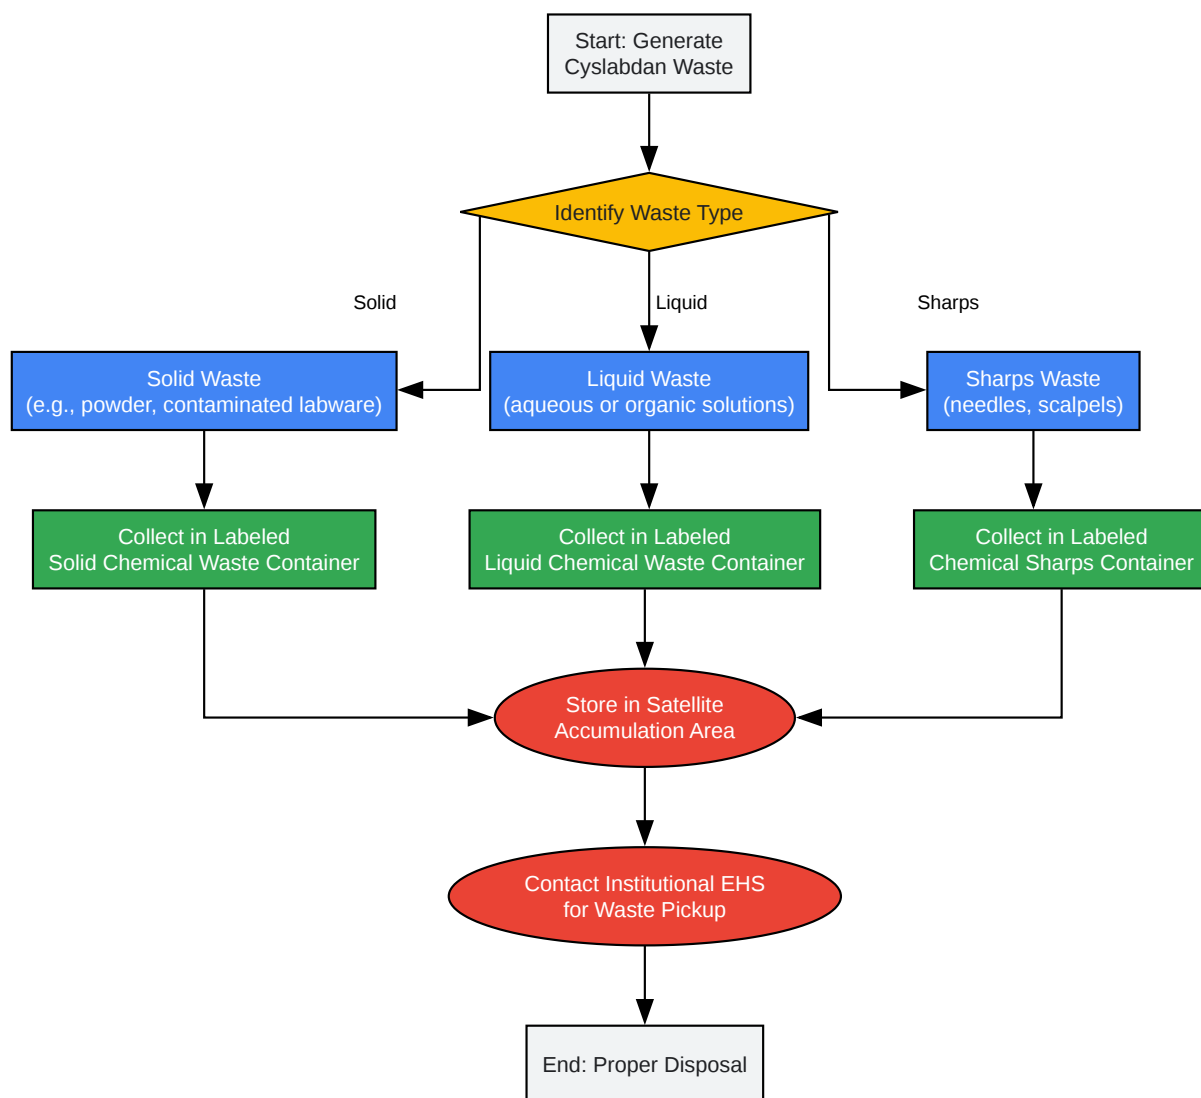 Start: Generate
Cyslabdan Waste
Identify Waste Type
Solid
Liquid
Sharps
Solid Waste
(e.g., powder, contaminated labware)
Liquid Waste
(aqueous or organic solutions)
Sharps Waste
(needles, scalpels)
Collect in Labeled
Solid Chemical Waste Container
Collect in Labeled
Liquid Chemical Waste Container
Collect in Labeled
Chemical Sharps Container
Store in Satellite
Accumulation Area
Contact Institutional EHS
for Waste Pickup
End: Proper Disposal